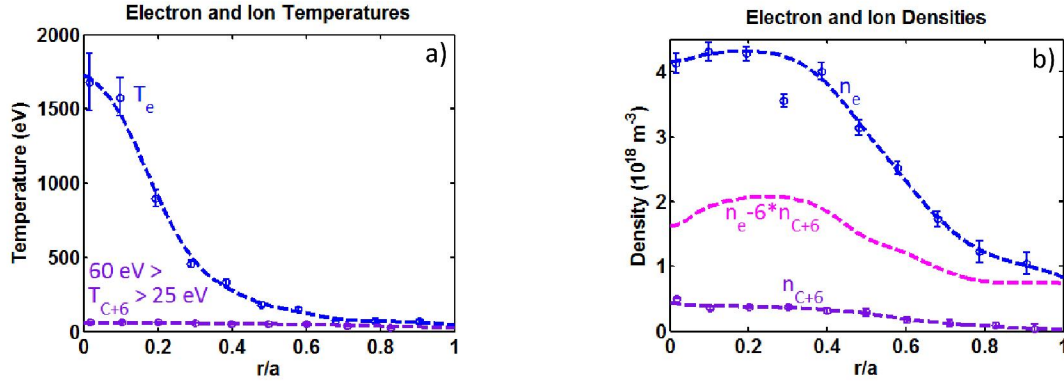 Electron and Ion Temperatures
a)
2000
1500
1000
500
0
Temperature (eV)
T_e
60 eV >
T_C+6 > 25 eV
0 0.2 0.4 0.6 0.8 1
r/a
Electron and Ion Densities
b)
4
3
2
1
0
Density (10^18 m^-3)
n_e
n_e-6*n_C+6
n_C+6
0 0.2 0.4 0.6 0.8 1
r/a